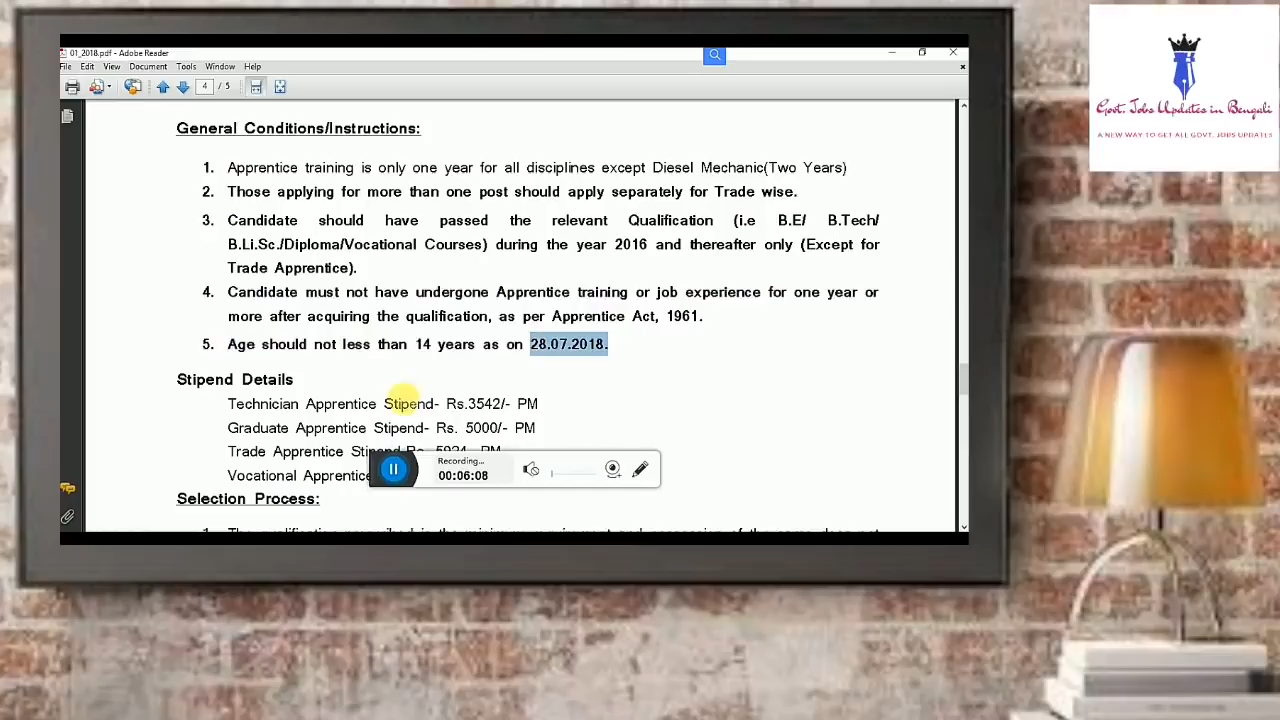 01_2018.pdf - Adobe Reader
File Edit View Document Tools Window Help
4 / 5
General Conditions/Instructions:
1. Apprentice training is only one year for all disciplines except Diesel Mechanic(Two Years)
2. Those applying for more than one post should apply separately for Trade wise.
3. Candidate should have passed the relevant Qualification (i.e B.E/ B.Tech/
B.Li.Sc./Diploma/Vocational Courses) during the year 2016 and thereafter only (Except for
Trade Apprentice).
4. Candidate must not have undergone Apprentice training or job experience for one year or
more after acquiring the qualification, as per Apprentice Act, 1961.
5. Age should not less than 14 years as on 28.07.2018.
Stipend Details
Technician Apprentice Stipend- Rs.3542/- PM
Graduate Apprentice Stipend- Rs. 5000/- PM
Trade Apprentice Stipend PM
Vocational Apprentice
Recording...
00:06:08
Selection Process:
Govt. Jobs Updates in Bengali
A NEW WAY TO GET ALL GOVT. JOBS UPDATES